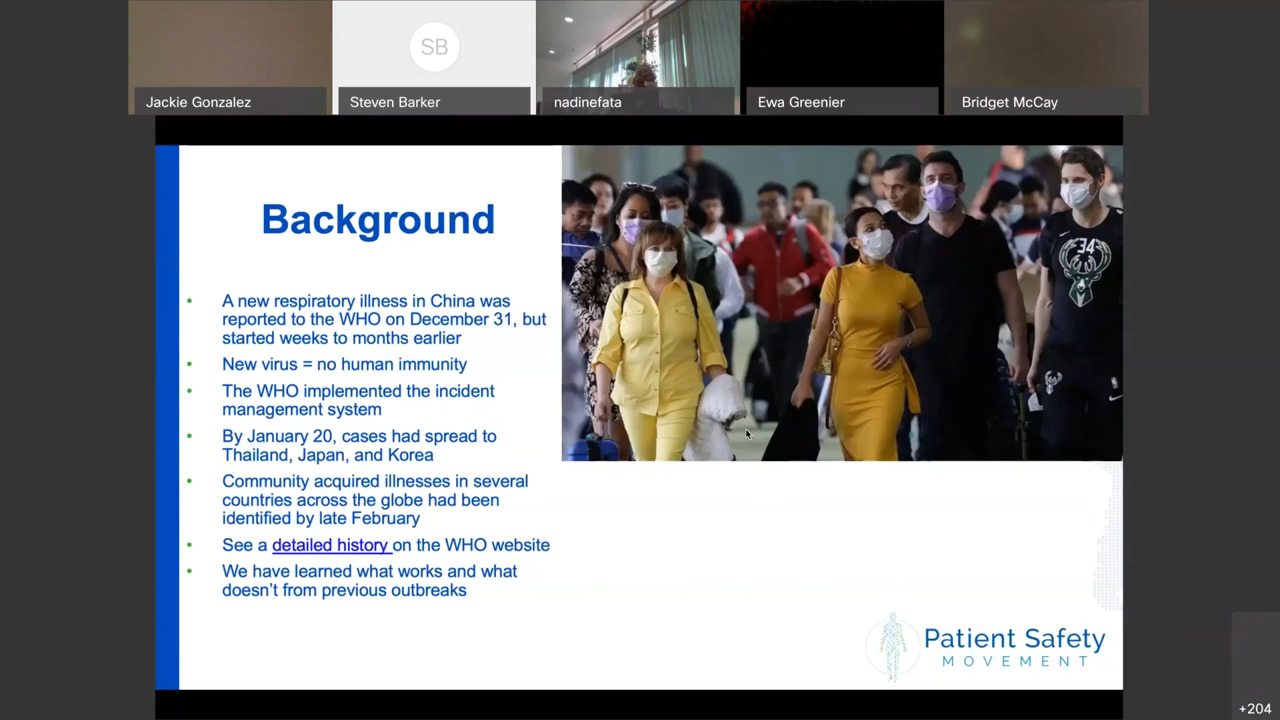 Jackie Gonzalez
SB
Steven Barker
nadinefata
Ewa Greenier
Bridget McCay
Background
A new respiratory illness in China was
reported to the WHO on December 31, but
started weeks to months earlier
New virus = no human immunity
The WHO implemented the incident
management system
By January 20, cases had spread to
Thailand, Japan, and Korea
Community acquired illnesses in several
countries across the globe had been
identified by late February
See a detailed history on the WHO website
We have learned what works and what
doesn't from previous outbreaks
34
Patient Safety
MOVEMENT
+204